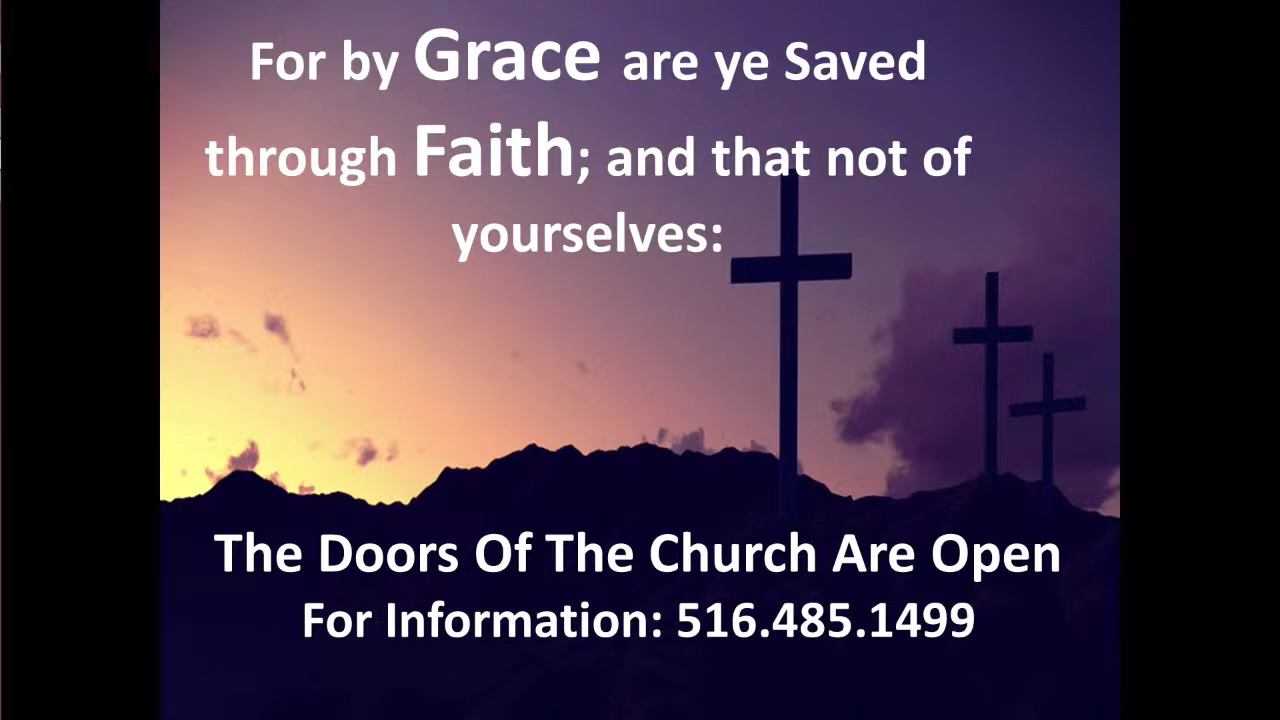 For by Grace are ye Saved
through Faith; and that not of
yourselves:
The Doors Of The Church Are Open
For Information: 516.485.1499